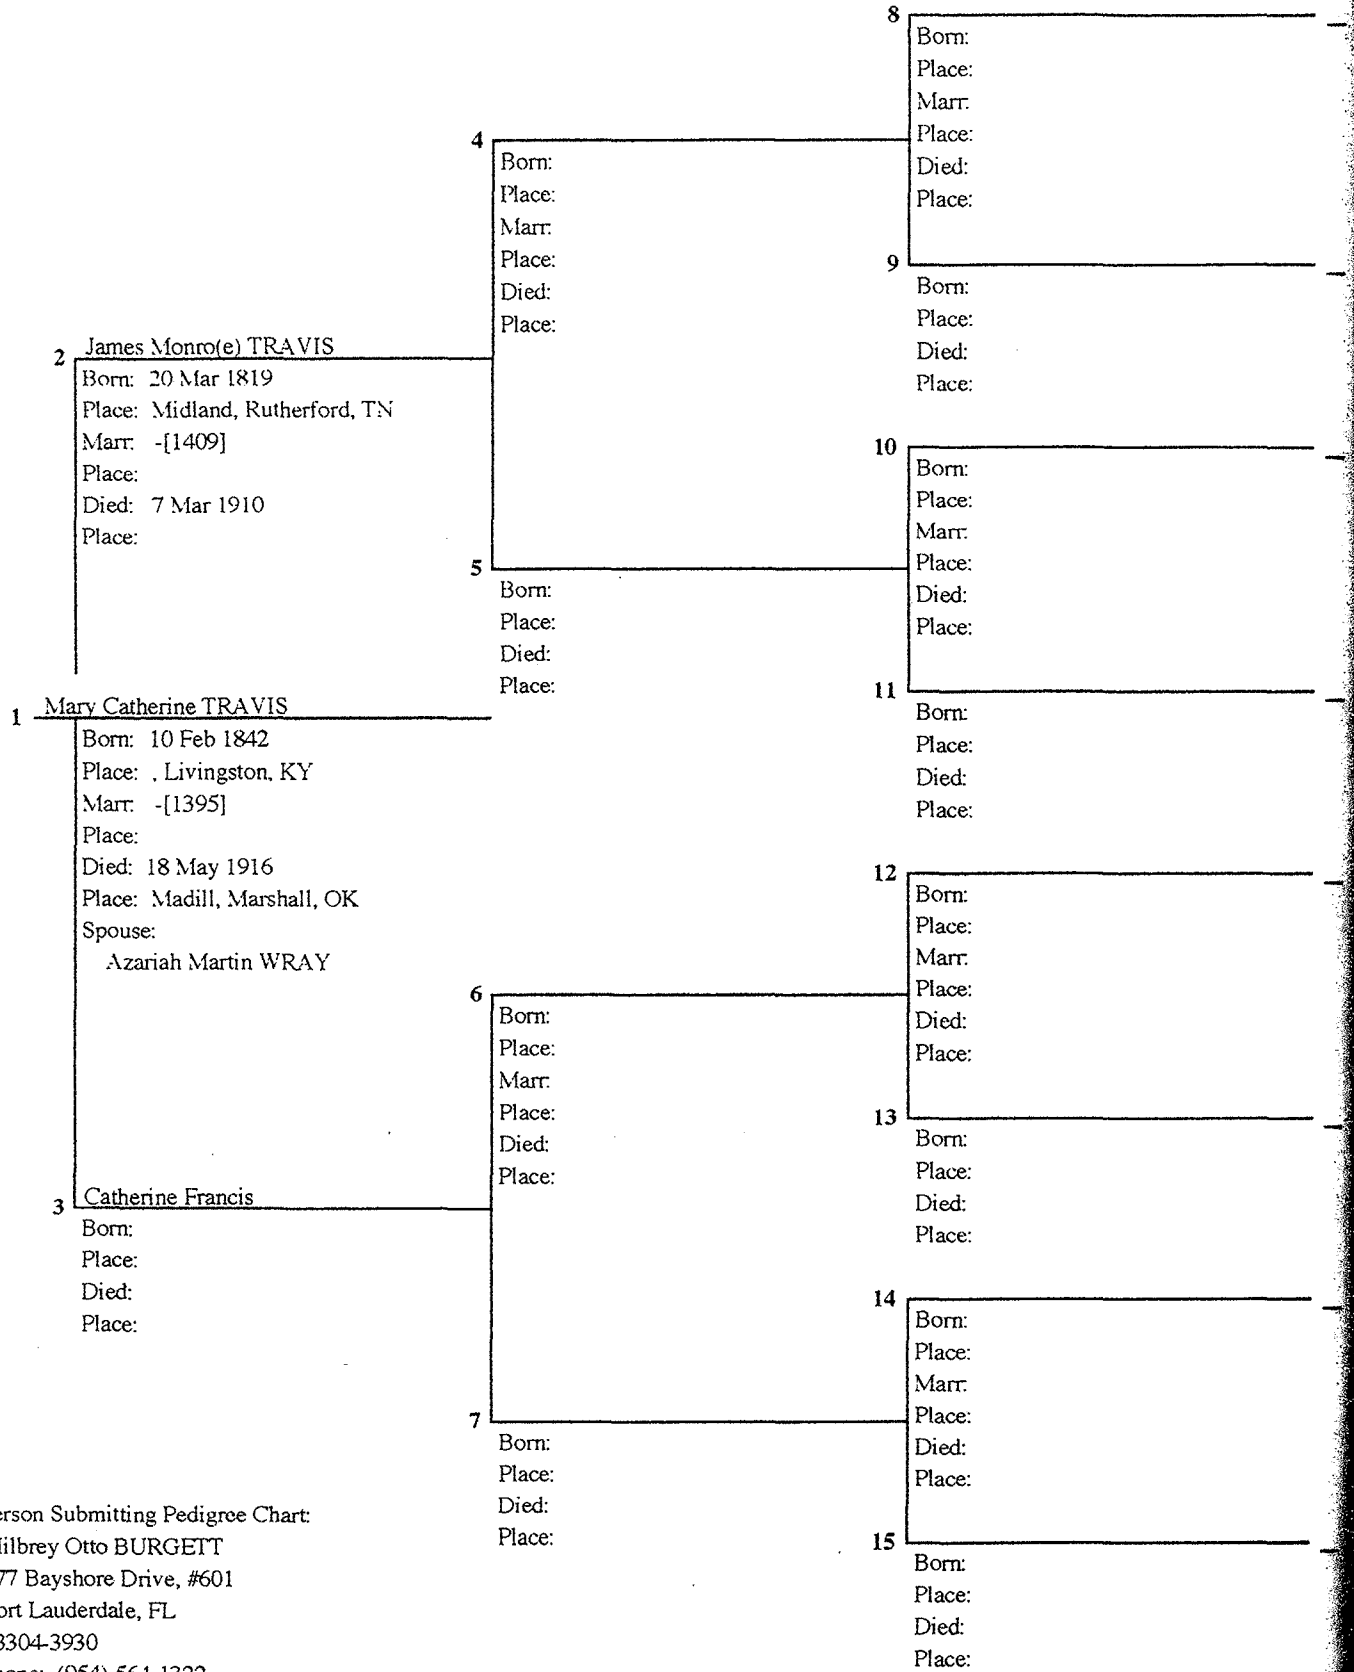 2 James Monro(e) TRAVIS
Born: 20 Mar 1819
Place: Midland, Rutherford, TN
Marr: -[1409]
Place:
Died: 7 Mar 1910
Place:
1 Mary Catherine TRAVIS
Born: 10 Feb 1842
Place: , Livingston, KY
Marr: -[1395]
Place:
Died: 18 May 1916
Place: Madill, Marshall, OK
Spouse:
Azariah Martin WRAY
3 Catherine Francis
Born:
Place:
Died:
Place:
4
Born:
Place:
Marr:
Place:
Died:
Place:
5
Born:
Place:
Died:
Place:
6
Born:
Place:
Marr:
Place:
Died:
Place:
7
Born:
Place:
Died:
Place:
8
Born:
Place:
Marr:
Place:
Died:
Place:
9
Born:
Place:
Died:
Place:
10
Born:
Place:
Marr:
Place:
Died:
Place:
11
Born:
Place:
Died:
Place:
12
Born:
Place:
Marr:
Place:
Died:
Place:
13
Born:
Place:
Died:
Place:
14
Born:
Place:
Marr:
Place:
Died:
Place:
15
Born:
Place:
Died:
Place:
erson Submitting Pedigree Chart:
ilbrey Otto BURGETT
77 Bayshore Drive, #601
ort Lauderdale, FL
3304-3930
one: (954) 564-1322